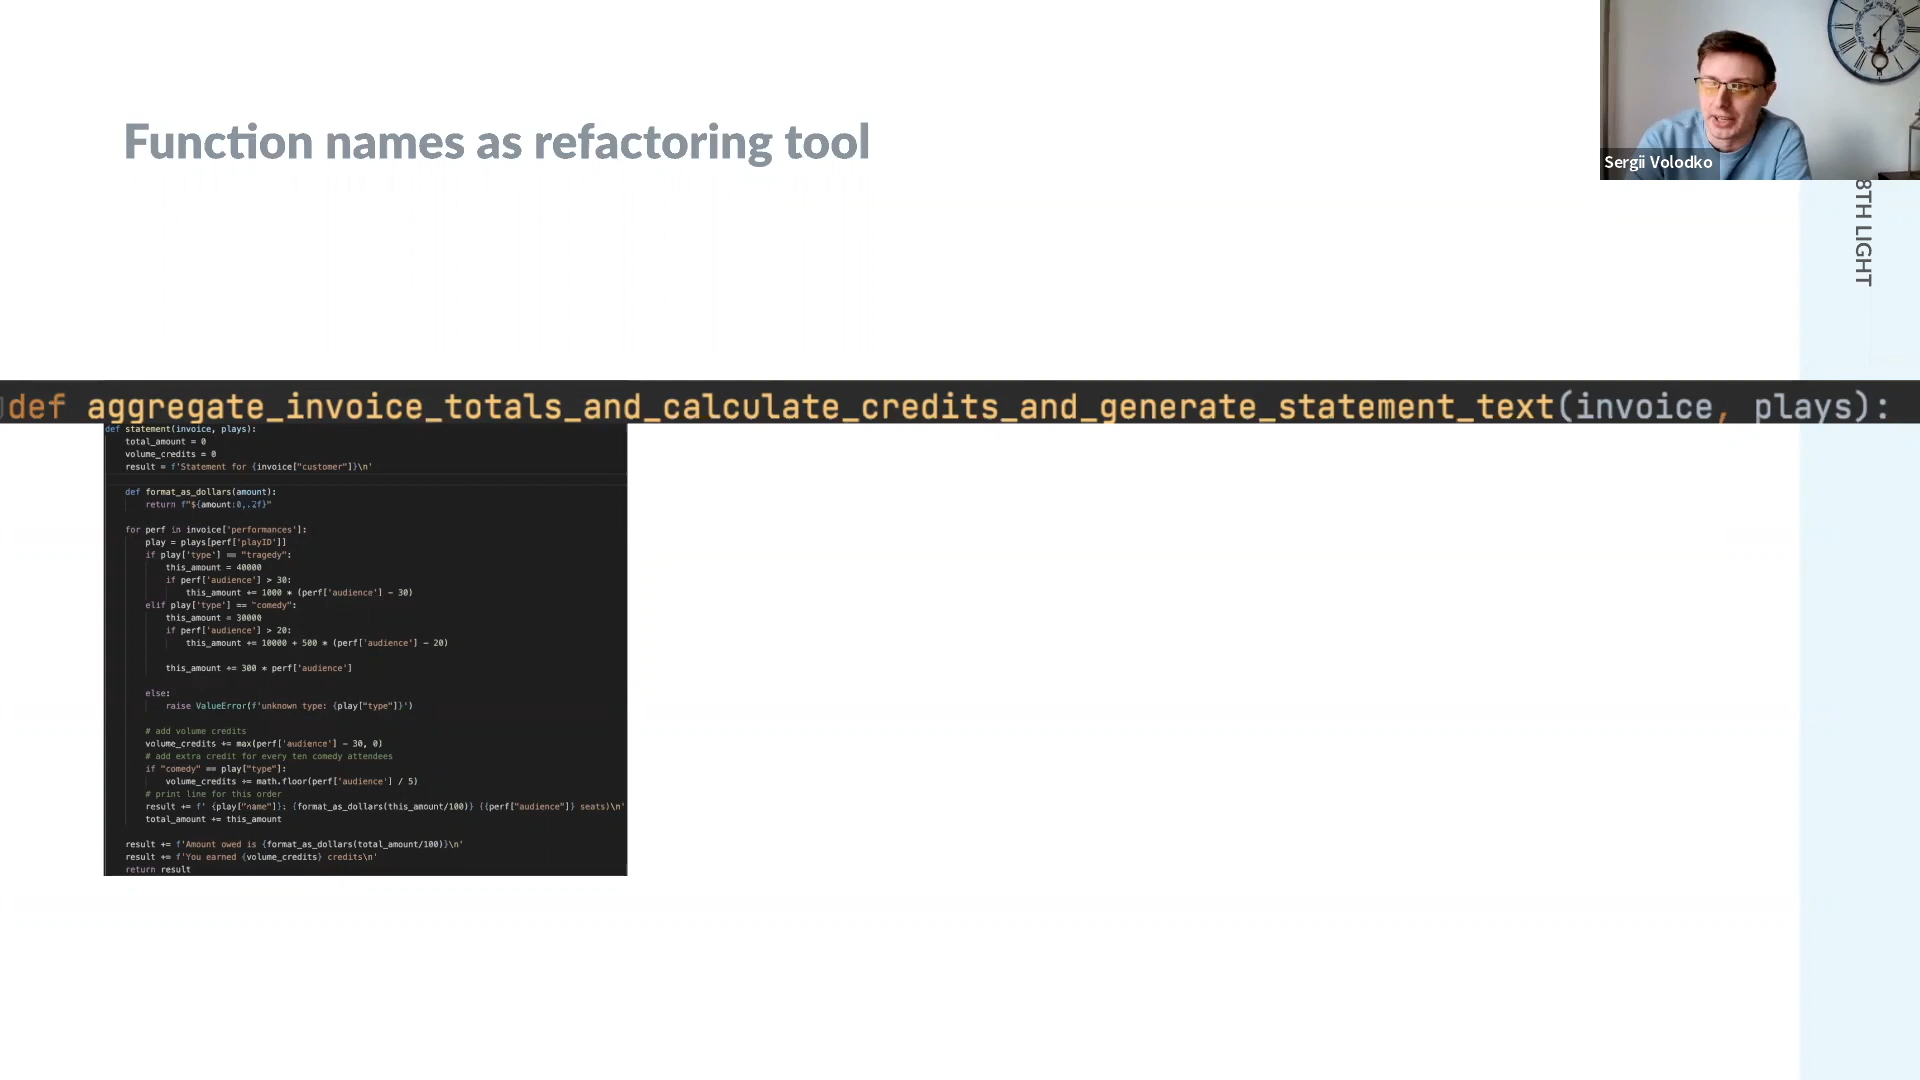 Function names as refactoring tool
Sergii Volodko
8TH LIGHT
def aggregate_invoice_totals_and_calculate_credits_and_generate_statement_text(invoice, plays):
def statement(invoice, plays):
total_amount = 0
volume_credits = 0
result = f'Statement for {invoice["customer"]}\n'
def format_as_dollars(amount):
return f"${amount:0,.2f}"
for perf in invoice['performances']:
play = plays[perf['playID']]
if play['type'] == "tragedy":
this_amount = 40000
if perf['audience'] > 30:
this_amount += 1000 * (perf['audience'] - 30)
elif play['type'] == "comedy":
this_amount = 30000
if perf['audience'] > 20:
this_amount += 10000 + 500 * (perf['audience'] - 20)
this_amount += 300 * perf['audience']
else:
raise ValueError(f'unknown type: {play["type"]}')
# add volume credits
volume_credits += max(perf['audience'] - 30, 0)
# add extra credit for every ten comedy attendees
if "comedy" == play["type"]:
volume_credits += math.floor(perf['audience'] / 5)
# print line for this order
result += f' {play["name"]}: {format_as_dollars(this_amount/100)} ({perf["audience"]} seats)\n'
total_amount += this_amount
result += f'Amount owed is {format_as_dollars(total_amount/100)}\n'
result += f'You earned {volume_credits} credits\n'
return result